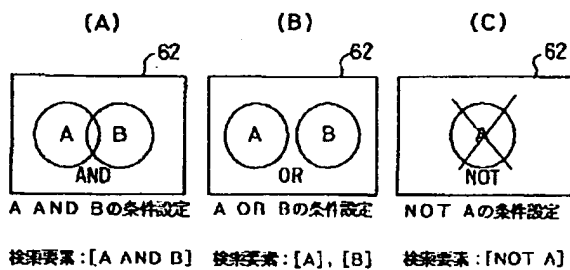 (A) (B) (C)
62 62 62
A B A B A
AND OR NOT
A AND Bの条件設定 A OR Bの条件設定 NOT Aの条件設定
検索要素:[A AND B] 検索要素:[A],[B] 検索要素:[NOT A]